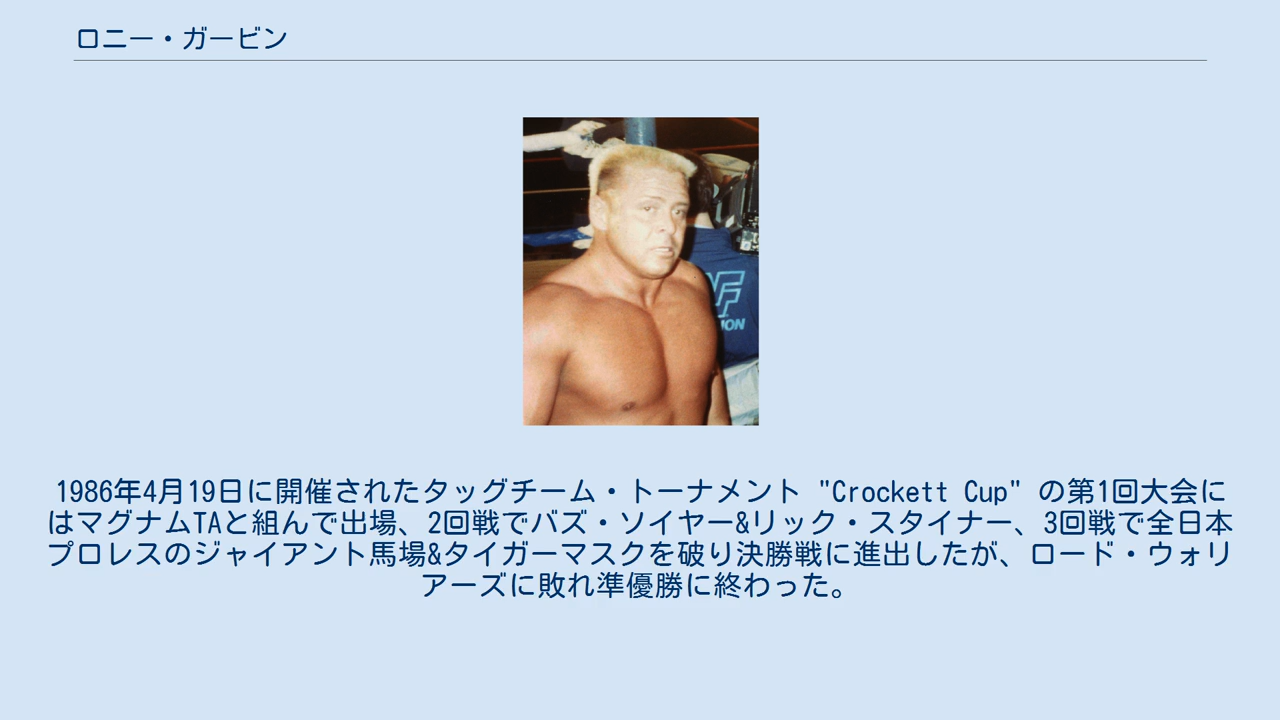 ロニー・ガービン
F
ION
1986年4月19日に開催されたタッグチーム・トーナメント "Crockett Cup" の第1回大会に
はマグナムTAと組んで出場、2回戦でバズ・ソイヤー&リック・スタイナー、3回戦で全日本
プロレスのジャイアント馬場&タイガーマスクを破り決勝戦に進出したが、ロード・ウォリ
アーズに敗れ準優勝に終わった。